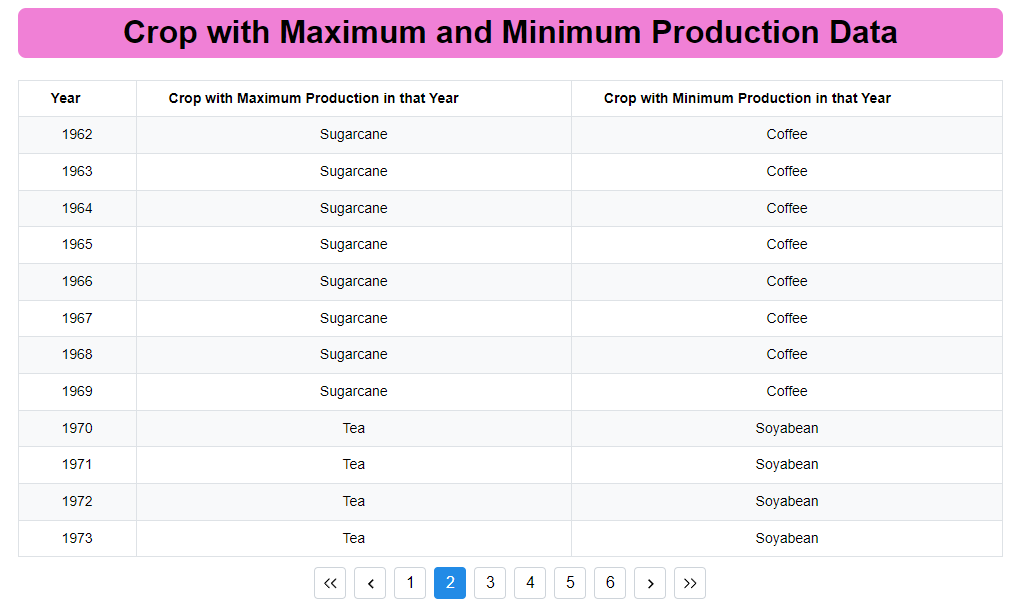 Crop with Maximum and Minimum Production Data
Year Crop with Maximum Production in that Year Crop with Minimum Production in that Year
1962 Sugarcane Coffee
1963 Sugarcane Coffee
1964 Sugarcane Coffee
1965 Sugarcane Coffee
1966 Sugarcane Coffee
1967 Sugarcane Coffee
1968 Sugarcane Coffee
1969 Sugarcane Coffee
1970 Tea Soyabean
1971 Tea Soyabean
1972 Tea Soyabean
1973 Tea Soyabean
« ‹ 1 2 3 4 5 6 › »